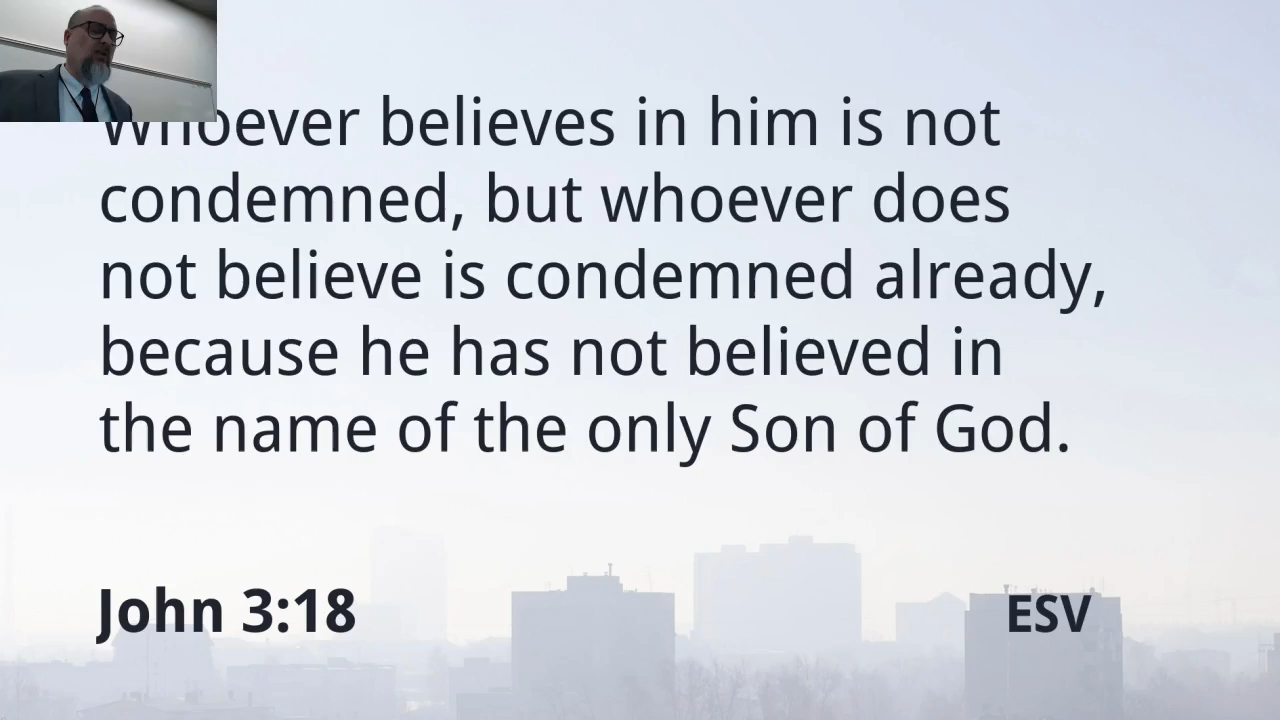 Whoever believes in him is not
condemned, but whoever does
not believe is condemned already,
because he has not believed in
the name of the only Son of God.
John 3:18
ESV